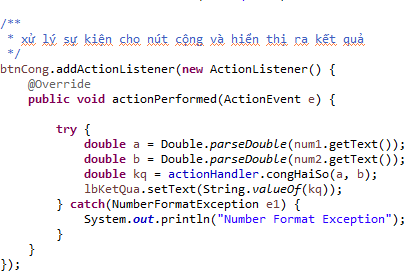 /**
 * xử lý sự kiện cho nút cộng và hiển thị ra kết quả
 */
btnCong.addActionListener(new ActionListener() {
    @Override
    public void actionPerformed(ActionEvent e) {
        try {
            double a = Double.parseDouble(num1.getText());
            double b = Double.parseDouble(num2.getText());
            double kq = actionHandler.congHaiSo(a, b);
            lbKetQua.setText(String.valueOf(kq));
        } catch(NumberFormatException e1) {
            System.out.println("Number Format Exception");
        }
    }
});